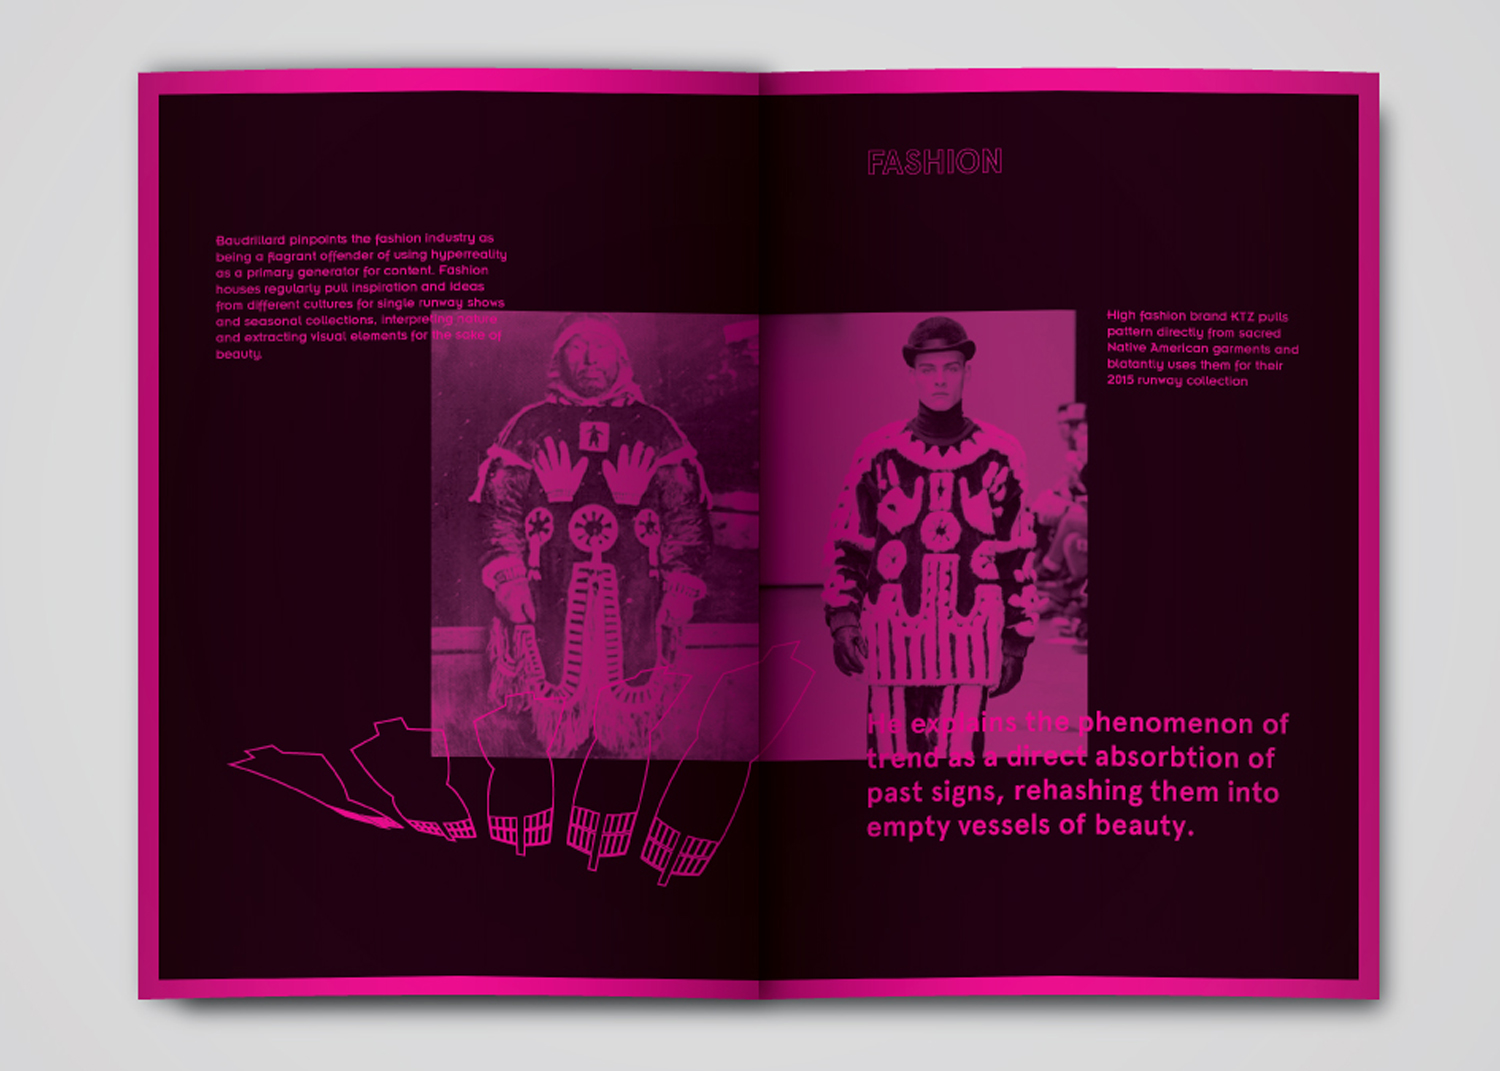 FASHION
Baudrillard pinpoints the fashion industry as
being a flagrant offender of using hyperreality
as a primary generator for content. Fashion
houses regularly pull inspiration and ideas
from different cultures for single runway shows
and seasonal collections, interpreting nature
and extracting visual elements for the sake of
beauty.
High fashion brand KTZ pulls
pattern directly from sacred
Native American garments and
blatantly uses them for their
2015 runway collection
He explains the phenomenon of
trend as a direct absorbtion of
past signs, rehashing them into
empty vessels of beauty.